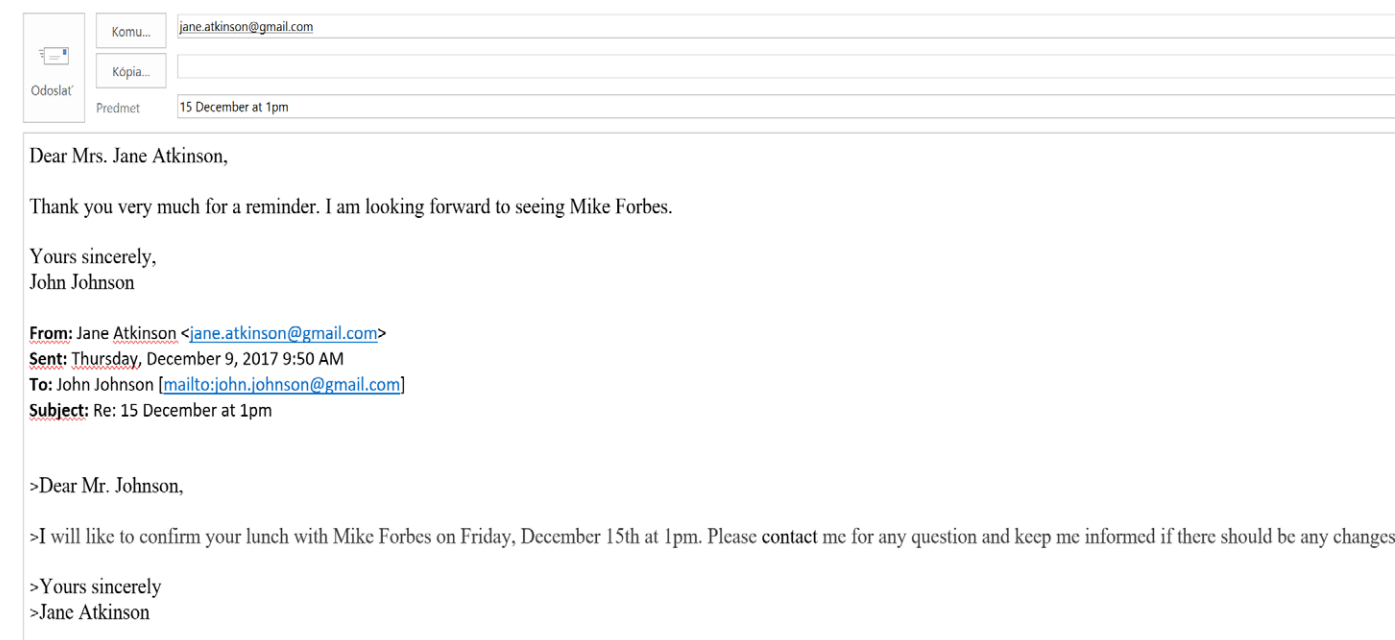 Komu...
jane.atkinson@gmail.com
Kópia...
Odoslať
Predmet
15 December at 1pm
Dear Mrs. Jane Atkinson,
Thank you very much for a reminder. I am looking forward to seeing Mike Forbes.
Yours sincerely,
John Johnson
From: Jane Atkinson <jane.atkinson@gmail.com>
Sent: Thursday, December 9, 2017 9:50 AM
To: John Johnson [mailto:john.johnson@gmail.com]
Subject: Re: 15 December at 1pm
>Dear Mr. Johnson,
>I will like to confirm your lunch with Mike Forbes on Friday, December 15th at 1pm. Please contact me for any question and keep me informed if there should be any changes
>Yours sincerely
>Jane Atkinson